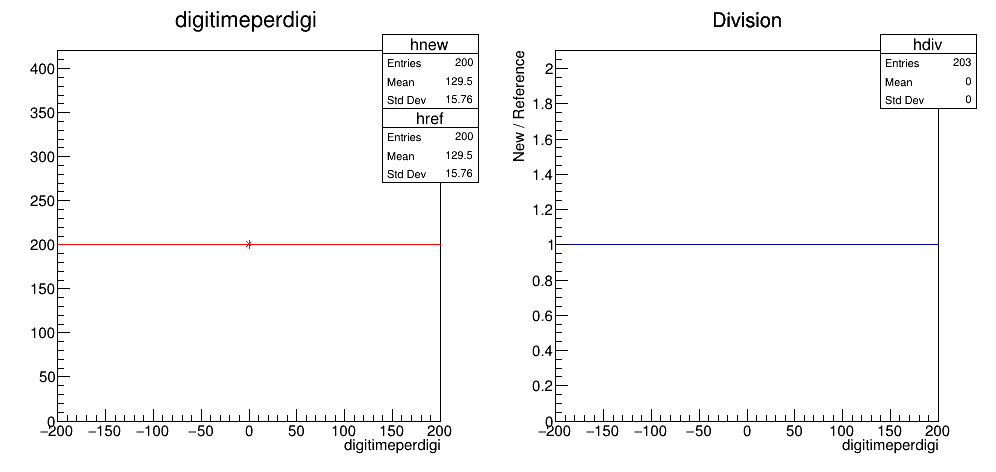 digitimeperdigi
hnew
Entries 200
Mean 129.5
Std Dev 15.76
href
Entries 200
Mean 129.5
Std Dev 15.76
400
350
300
250
200
150
100
50
0
−200 −150 −100 −50 0 50 100 150 200
digitimeperdigi
Division
hdiv
Entries 203
Mean 0
Std Dev 0
New / Reference
2
1.8
1.6
1.4
1.2
1
0.8
0.6
0.4
0.2
0
−200 −150 −100 −50 0 50 100 150 200
digitimeperdigi